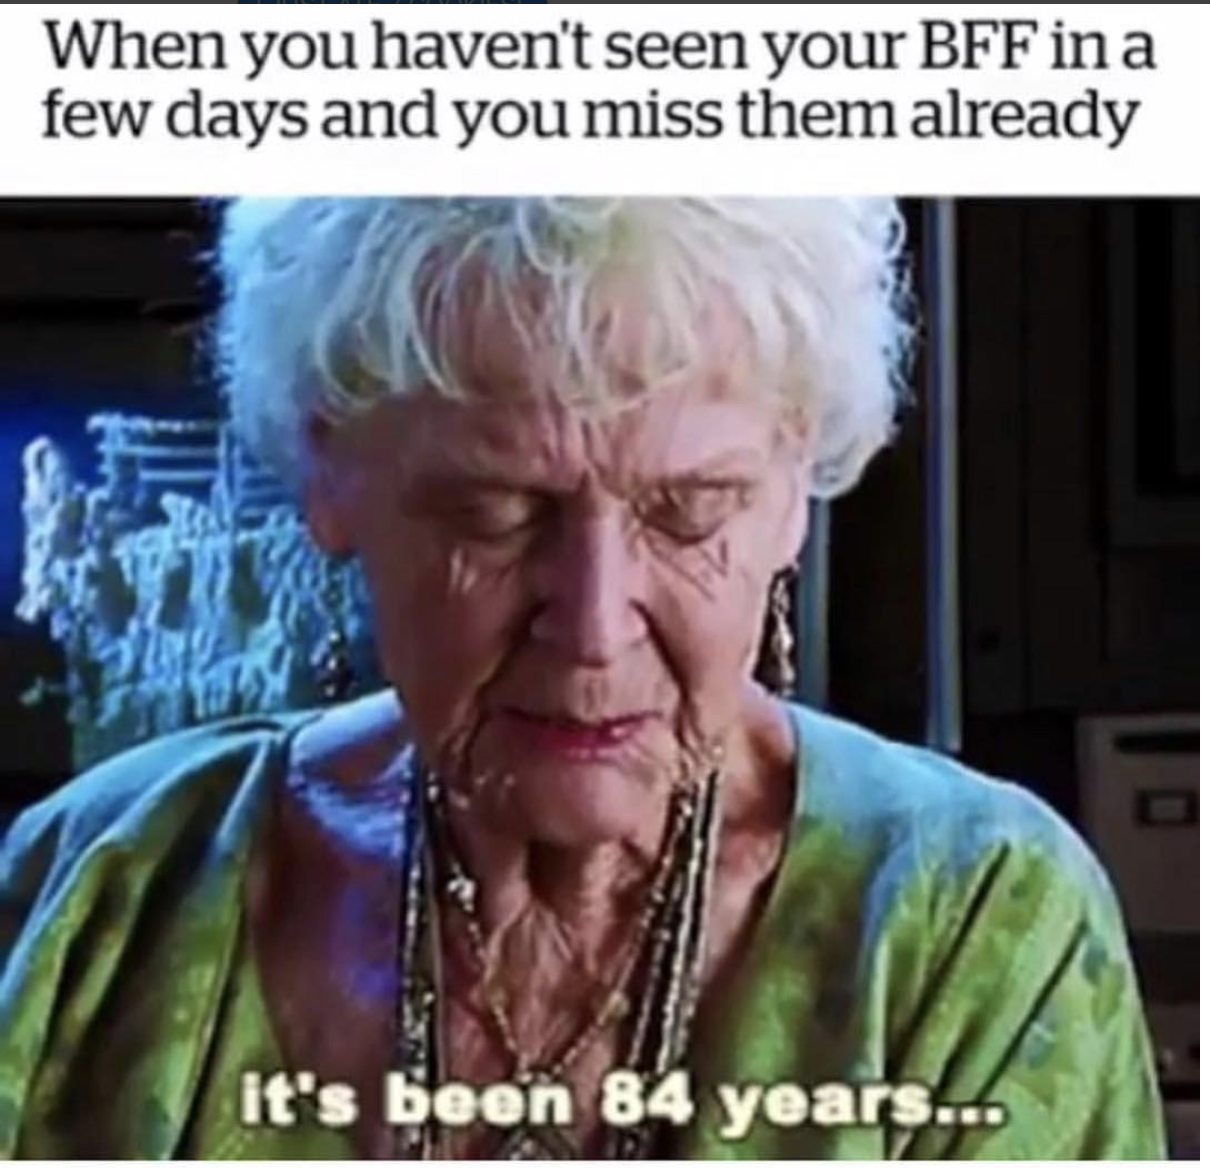 When you haven't seen your BFF in a
few days and you miss them already
it's been 84 years...